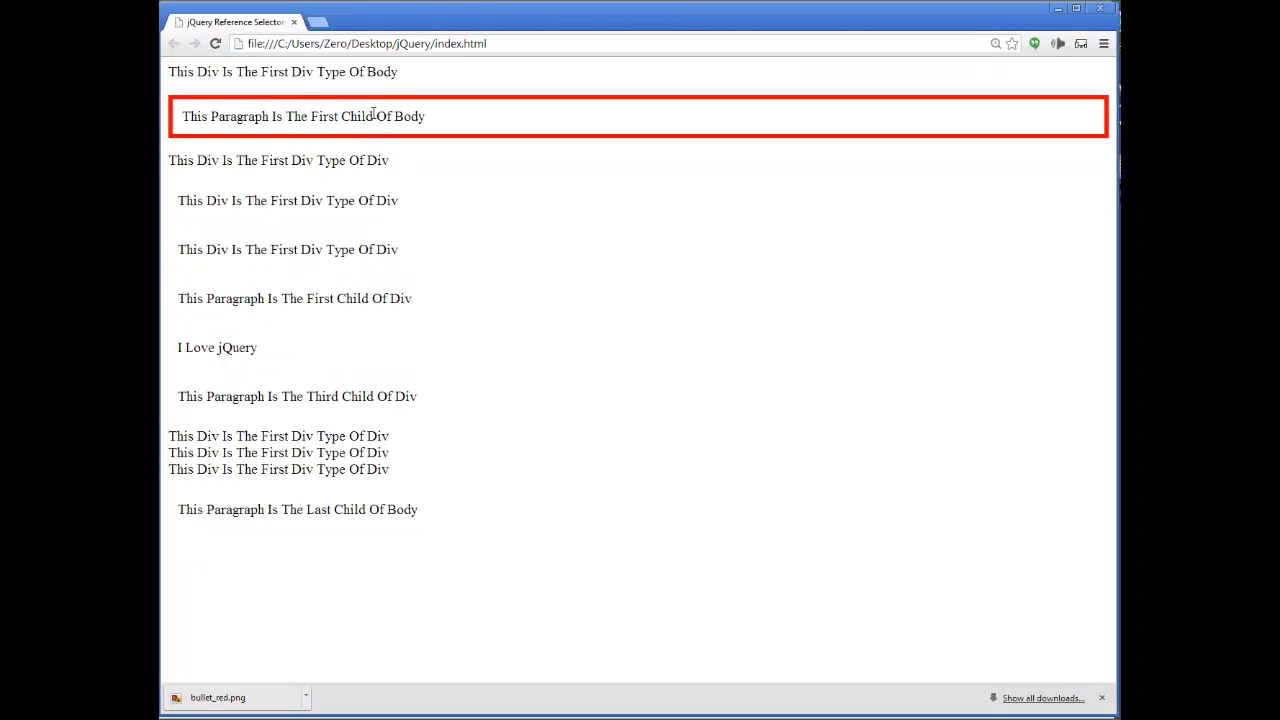 jQuery Reference Selector
file:///C:/Users/Zero/Desktop/jQuery/index.html
This Div Is The First Div Type Of Body
This Paragraph Is The First Child Of Body
This Div Is The First Div Type Of Div
This Div Is The First Div Type Of Div
This Div Is The First Div Type Of Div
This Paragraph Is The First Child Of Div
I Love jQuery
This Paragraph Is The Third Child Of Div
This Div Is The First Div Type Of Div
This Div Is The First Div Type Of Div
This Div Is The First Div Type Of Div
This Paragraph Is The Last Child Of Body
bullet_red.png
Show all downloads...